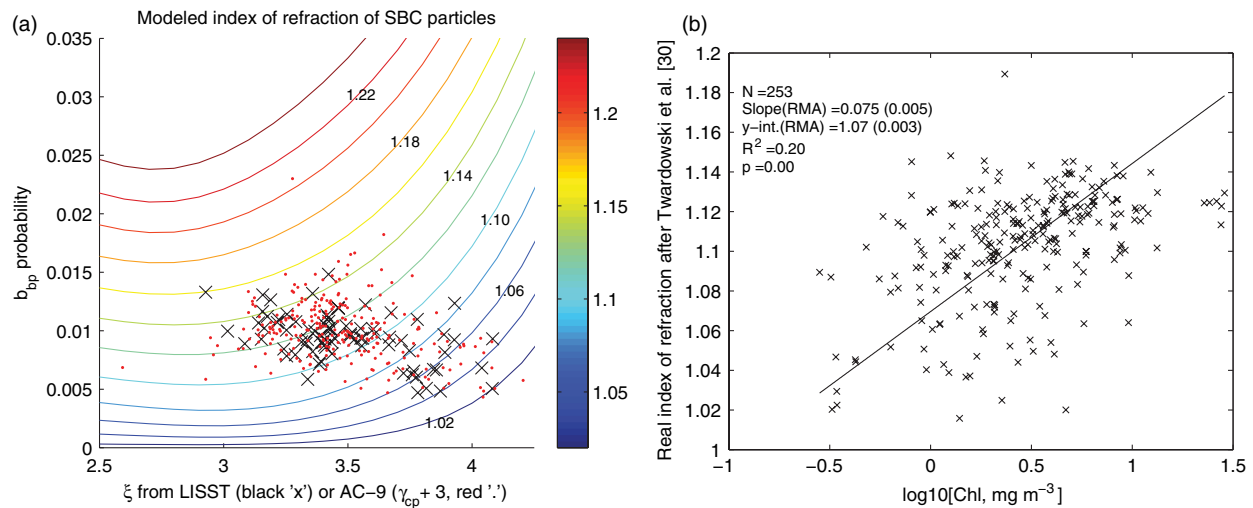 (a)
Modeled index of refraction of SBC particles
0.035
0.03
0.025
0.02
0.015
0.01
0.005
0
b_bp probability
1.22
1.18
1.14
1.10
1.06
1.02
2.5 3 3.5 4
ξ from LISST (black 'x') or AC−9 (γ_cp+ 3, red '.')
1.2
1.15
1.1
1.05
(b)
1.2
1.18
1.16
1.14
1.12
1.1
1.08
1.06
1.04
1.02
1
Real index of refraction after Twardowski et al. [30]
N =253
Slope(RMA) =0.075 (0.005)
y−int.(RMA) =1.07 (0.003)
R² =0.20
p =0.00
−1 −0.5 0 0.5 1 1.5
log10[Chl, mg m⁻³]